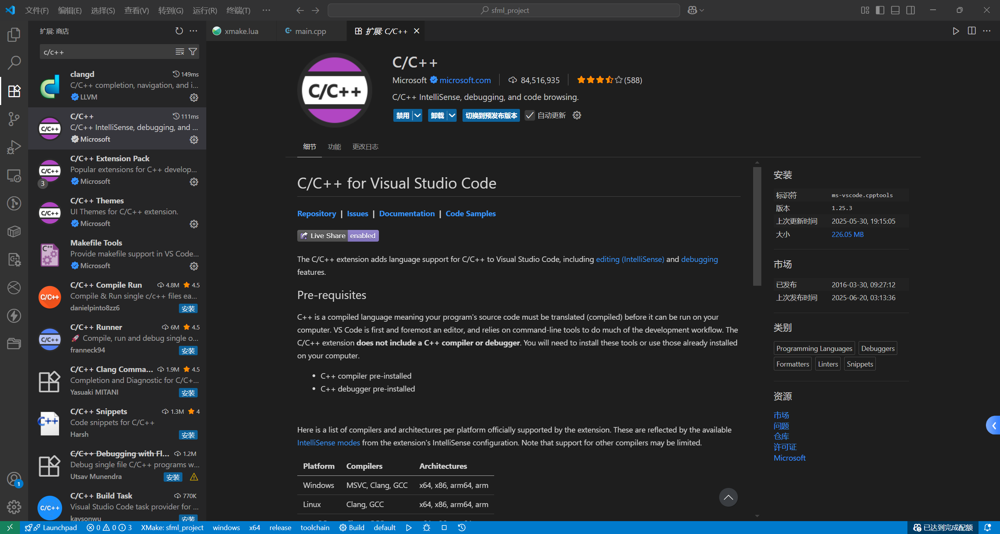 文件(F) 编辑(E) 选择(S) 查看(V) 转到(G) 运行(R) 终端(T) ··· sfml_project
扩展: 商店
xmake.lua main.cpp 扩展: C/C++
c/c++
clangd 149ms
C/C++ completion, navigation, and i...
LLVM
C/C++ 111ms
C/C++ IntelliSense, debugging, and ...
Microsoft
C/C++ Extension Pack
Popular extensions for C++ develop...
3
Microsoft
C/C++ Themes
UI Themes for C/C++ extension.
Microsoft
Makefile Tools
Provide makefile support in VS Code...
Microsoft
C/C++ Compile Run 4.8M 4.5
Compile & Run single c/c++ files ea...
danielpinto8zz6 安装
C/C++ Runner 6M 4.5
🚀 Compile, run and debug single o...
franneck94 安装
C/C++ Clang Comma... 1.9M 4.5
Completion and Diagnostic for C/C+...
Yasuaki MITANI 安装
C/C++ Snippets 1.3M 4
Code snippets for C/C++
Harsh 安装
C/C++ Debugging with Fl... 1.2M
Debug single file C/C++ programs w...
Utsav Munendra 安装
C/C++ Build Task 770K
Visual Studio Code task provider for ...
kaysonwu 安装
1
C/C++
C/C++
Microsoft microsoft.com 84,516,935 (588)
C/C++ IntelliSense, debugging, and code browsing.
禁用 卸载 切换到预发布版本 自动更新
细节 功能 更改日志
C/C++ for Visual Studio Code
Repository | Issues | Documentation | Code Samples
Live Share enabled
The C/C++ extension adds language support for C/C++ to Visual Studio Code, including editing (IntelliSense) and debugging
features.
Pre-requisites
C++ is a compiled language meaning your program's source code must be translated (compiled) before it can be run on your
computer. VS Code is first and foremost an editor, and relies on command-line tools to do much of the development workflow. The
C/C++ extension does not include a C++ compiler or debugger. You will need to install these tools or use those already installed
on your computer.
• C++ compiler pre-installed
• C++ debugger pre-installed
Here is a list of compilers and architectures per platform officially supported by the extension. These are reflected by the available
IntelliSense modes from the extension's IntelliSense configuration. Note that support for other compilers may be limited.
Platform Compilers Architectures
Windows MSVC, Clang, GCC x64, x86, arm64, arm
Linux Clang, GCC x64, x86, arm64, arm
安装
标识符 ms-vscode.cpptools
版本 1.25.3
上次更新时间 2025-05-30, 19:15:05
大小 226.05 MB
市场
已发布 2016-03-30, 09:27:12
上次发布时间 2025-06-20, 03:13:36
类别
Programming Languages Debuggers
Formatters Linters Snippets
资源
市场
问题
仓库
许可证
Microsoft
Launchpad 0 0 3 XMake: sfml_project windows x64 release toolchain Build default 已达到完成配额